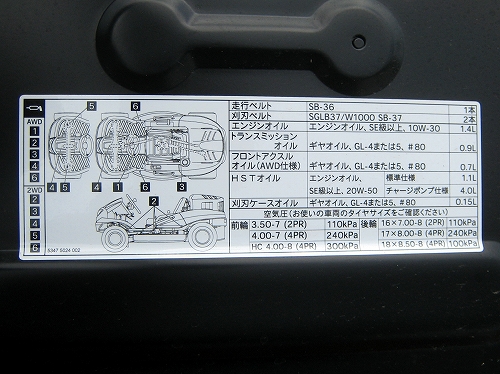 走行ベルト SB-36 1本
刈刃ベルト SGLB37/W1000 SB-37 2本
エンジンオイル エンジンオイル、SE級以上、10W-30 1.4L
トランスミッションオイル ギヤオイル、GL-4または5、#80 0.9L
フロントアクスルオイル(AWD仕様) ギヤオイル、GL-4または5、#80 0.7L
HSTオイル エンジンオイル、SE級以上、20W-50 標準仕様 1.1L
チャージポンプ仕様 4.0L
刈刃ケースオイル ギヤオイル、GL-4または5、#80 0.15L
空気圧(お使いの車両のタイヤサイズをご確認ください)
前輪 3.50-7 (2PR) 110kPa 後輪 16×7.00-8 (2PR) 110kPa
4.00-7 (4PR) 240kPa 17×8.00-8 (4PR) 240kPa
HC 4.00-8 (4PR) 300kPa 18×8.50-8 (4PR) 100kPa
AWD
1
2
3
4
6
2WD
2
3
4
5
6
5 6
4 5 4 1 3
2
5347 5024 002